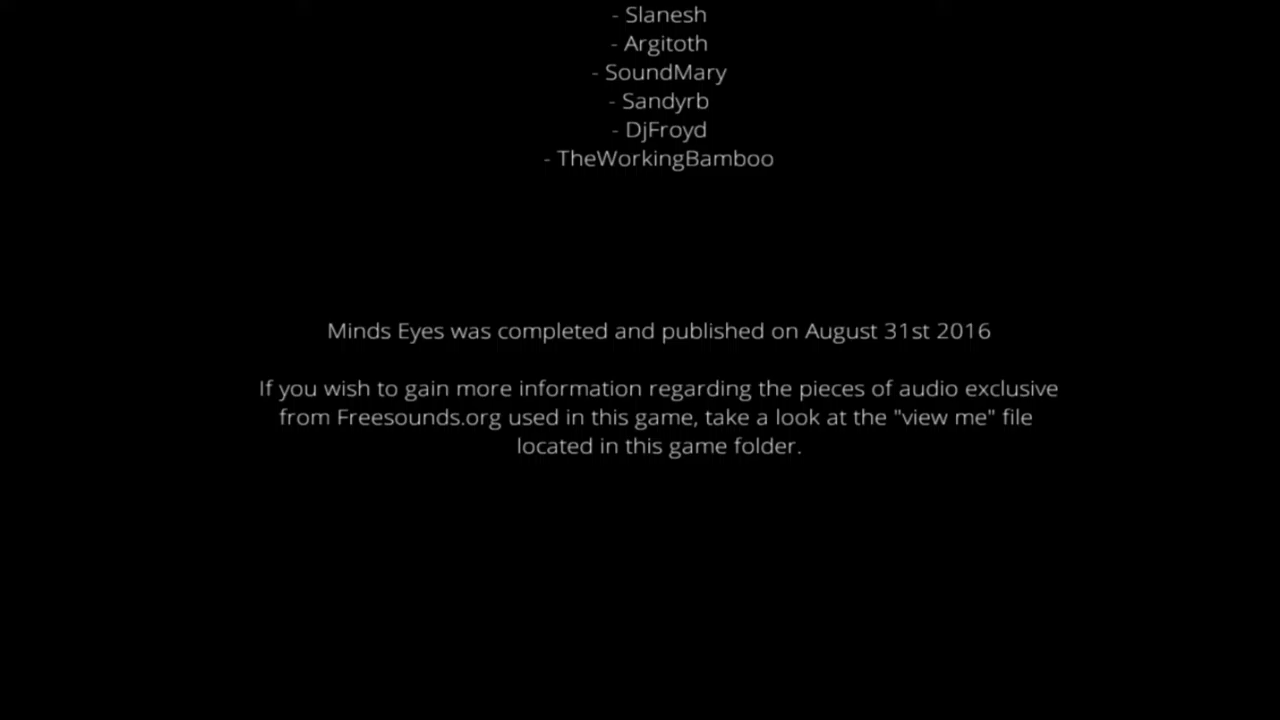 - Slanesh
- Argitoth
- SoundMary
- Sandyrb
- DjFroyd
- TheWorkingBamboo
Minds Eyes was completed and published on August 31st 2016
If you wish to gain more information regarding the pieces of audio exclusive
from Freesounds.org used in this game, take a look at the "view me" file
located in this game folder.